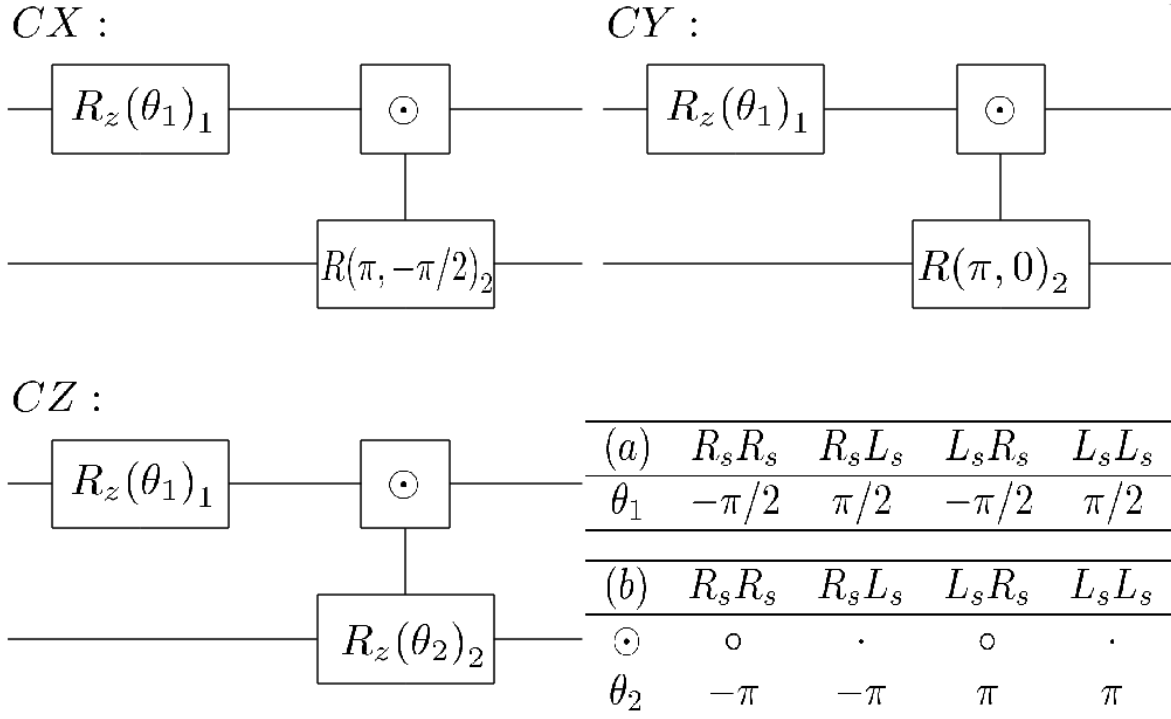 CX :
R_z(θ_1)_1
⊙
R(π, −π/2)_2
CY :
R_z(θ_1)_1
⊙
R(π, 0)_2
CZ :
R_z(θ_1)_1
⊙
R_z(θ_2)_2
(a) R_sR_s R_sL_s L_sR_s L_sL_s
θ_1 −π/2 π/2 −π/2 π/2
(b) R_sR_s R_sL_s L_sR_s L_sL_s
⊙ ○ · ○ ·
θ_2 −π −π π π